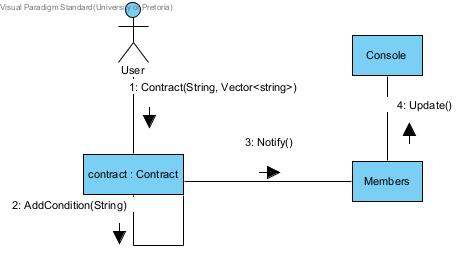 Visual Paradigm Standard(University of Pretoria)
User
1: Contract(String, Vector<string>)
Console
4: Update()
3: Notify()
contract : Contract
Members
2: AddCondition(String)